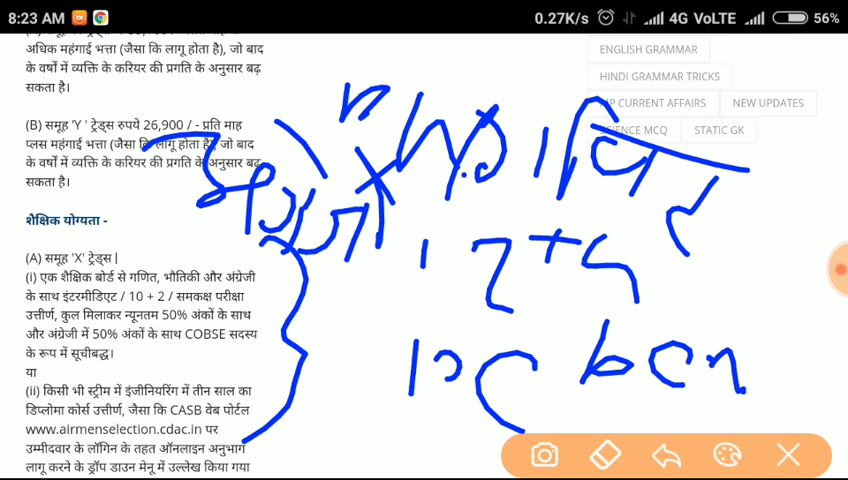 8:23 AM 0.27K/s 4G VoLTE 56%
अधिक महंगाई भत्ता (जैसा कि लागू होता है), जो बाद
के वर्षों में व्यक्ति के करियर की प्रगति के अनुसार बढ़
सकता है।
(B) समूह 'Y ' ट्रेड्स रुपये 26,900 / - प्रति माह
प्लस महंगाई भत्ता (जैसा कि लागू होता है), जो बाद
के वर्षों में व्यक्ति के करियर की प्रगति के अनुसार बढ़
सकता है।
शैक्षिक योग्यता -
(A) समूह 'X' ट्रेड्स |
(i) एक शैक्षिक बोर्ड से गणित, भौतिकी और अंग्रेजी
के साथ इंटरमीडिएट / 10 + 2 / समकक्ष परीक्षा
उत्तीर्ण, कुल मिलाकर न्यूनतम 50% अंकों के साथ
और अंग्रेजी में 50% अंकों के साथ COBSE सदस्य
के रूप में सूचीबद्ध।
या
(ii) किसी भी स्ट्रीम में इंजीनियरिंग में तीन साल का
डिप्लोमा कोर्स उत्तीर्ण, जैसा कि CASB वेब पोर्टल
www.airmenselection.cdac.in पर
उम्मीदवार के लॉगिन के तहत ऑनलाइन अनुभाग
लागू करने के ड्रॉप डाउन मेनू में उल्लेख किया गया
ENGLISH GRAMMAR
HINDI GRAMMAR TRICKS
CURRENT AFFAIRS NEW UPDATES
MCQ STATIC GK